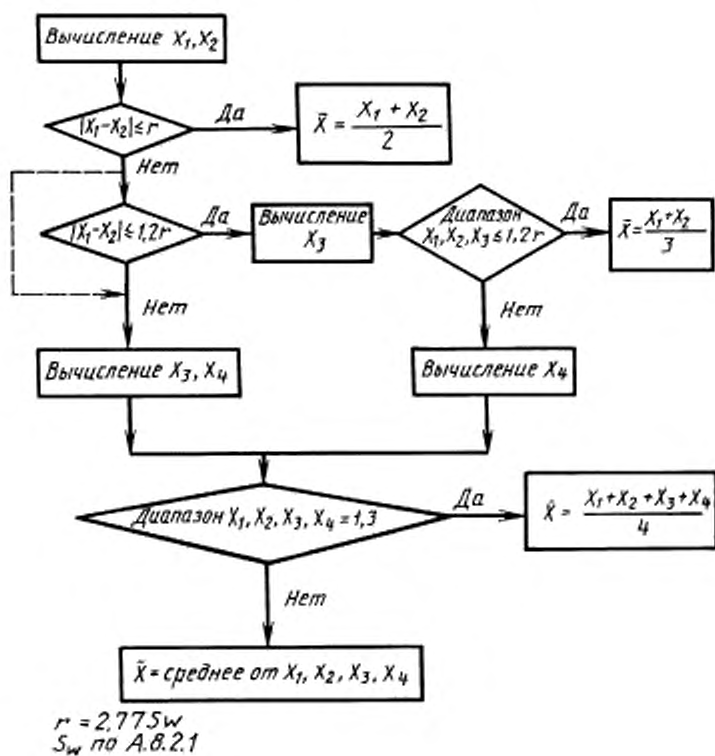 Вычисление X₁, X₂
|X₁-X₂|≤r
Да
X̄ = (X₁ + X₂)/2
Нет
|X₁-X₂|≤1,2r
Да
Вычисление
X₃
Диапазон
X₁, X₂, X₃≤1,2r
Да
X̄=(X₁+X₂)/3
Нет
Нет
Вычисление X₃, X₄
Вычисление X₄
Диапазон X₁, X₂, X₃, X₄=1,3
Да
X̂ = (X₁+X₂+X₃+X₄)/4
Нет
X̃ = среднее от X₁, X₂, X₃, X₄
r = 2,77Sw
Sw по А.8.2.1